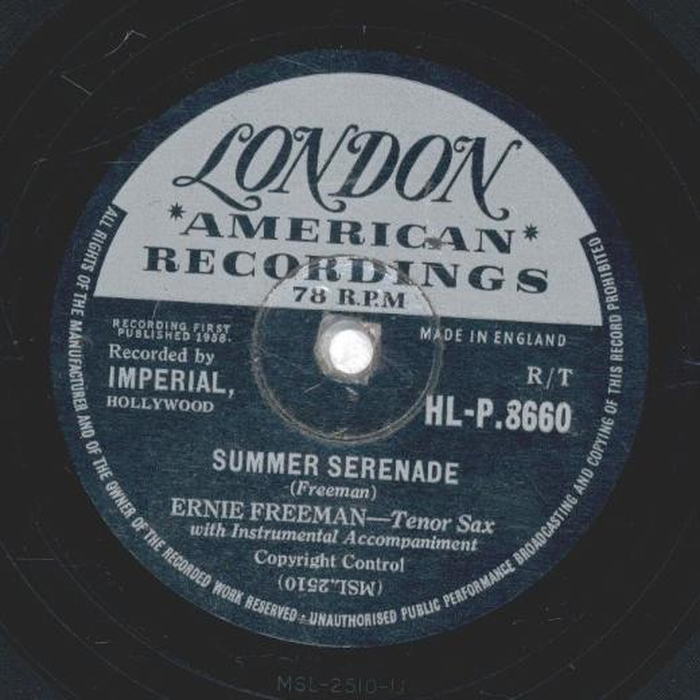 LONDON
*AMERICAN*
RECORDINGS
78 R.P.M
RECORDING FIRST
PUBLISHED 1958.
Recorded by
IMPERIAL,
HOLLYWOOD
MADE IN ENGLAND
R/T
HL-P.8660
SUMMER SERENADE
(Freeman)
ERNIE FREEMAN—Tenor Sax
with Instrumental Accompaniment
Copyright Control
(MSL.2510)
ALL RIGHTS OF THE MANUFACTURER AND OF THE OWNER OF THE RECORDED WORK RESERVED · UNAUTHORISED PUBLIC PERFORMANCE BROADCASTING AND COPYING OF THIS RECORD PROHIBITED
MSL-2510-U